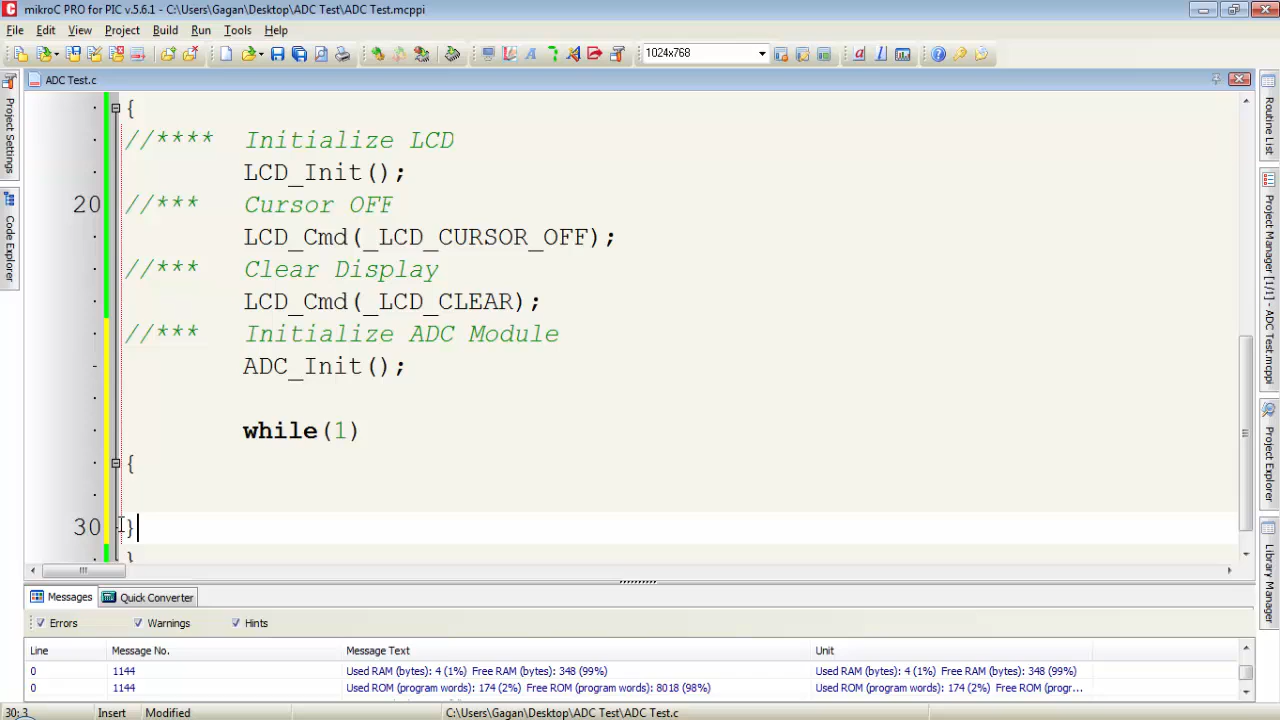 mikroC PRO for PIC v.5.6.1 - C:\Users\Gagan\Desktop\ADC Test\ADC Test.mcppi
File Edit View Project Build Run Tools Help
1024x768
ADC Test.c
{
//**** Initialize LCD
LCD_Init();
20 //*** Cursor OFF
LCD_Cmd(_LCD_CURSOR_OFF);
//*** Clear Display
LCD_Cmd(_LCD_CLEAR);
//*** Initialize ADC Module
ADC_Init();
while(1)
{
30 }
}
Project Settings
Code Explorer
Routine List
Project Manager [1/1] - ADC Test.mcppi
Project Explorer
Library Manager
Messages Quick Converter
Errors Warnings Hints
Line Message No. Message Text Unit
0 1144 Used RAM (bytes): 4 (1%) Free RAM (bytes): 348 (99%) Used RAM (bytes): 4 (1%) Free RAM (bytes): 348 (99%)
0 1144 Used ROM (program words): 174 (2%) Free ROM (program words): 8018 (98%) Used ROM (program words): 174 (2%) Free ROM (progr...
30: 3 Insert Modified C:\Users\Gagan\Desktop\ADC Test\ADC Test.c